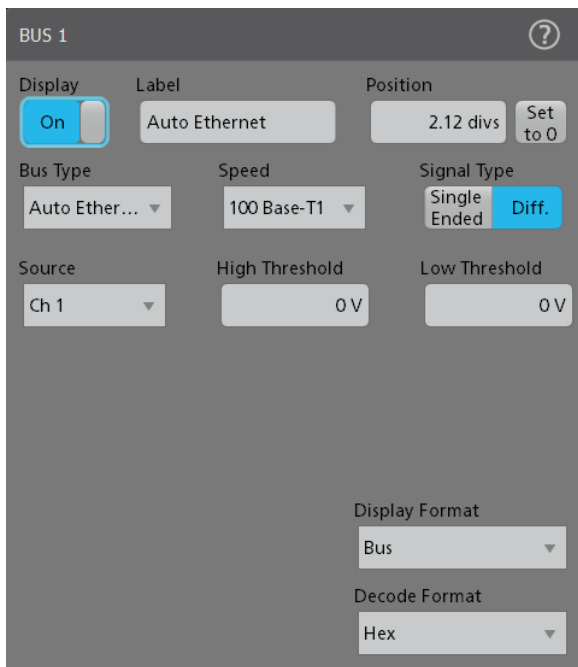 BUS 1
?
Display Label Position
On Auto Ethernet 2.12 divs Set to 0
Bus Type Speed Signal Type
Auto Ether... 100 Base-T1 Single Ended Diff.
Source High Threshold Low Threshold
Ch 1 0 V 0 V
Display Format
Bus
Decode Format
Hex